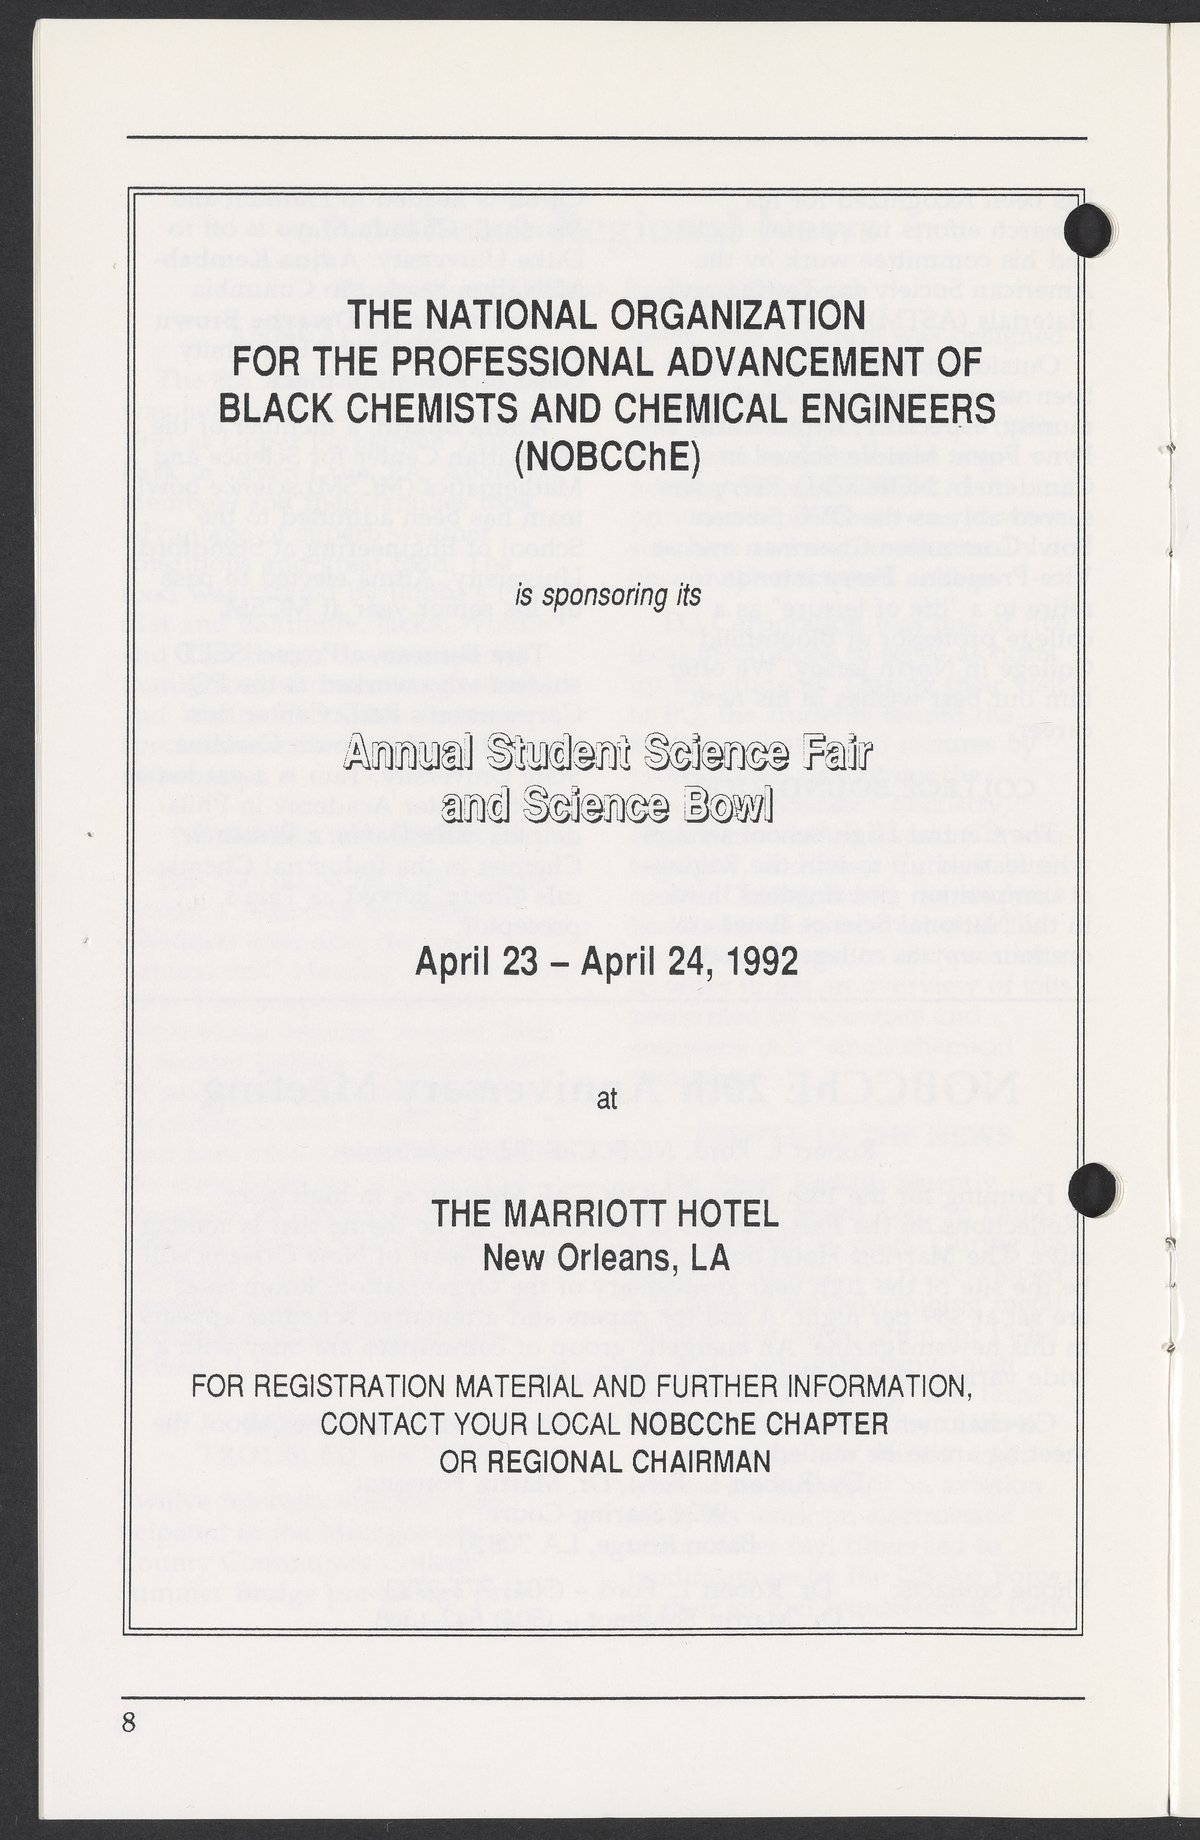 THE NATIONAL ORGANIZATION
FOR THE PROFESSIONAL ADVANCEMENT OF
BLACK CHEMISTS AND CHEMICAL ENGINEERS
(NOBCChE)
is sponsoring its
Annual Student Science Fair
and Science Bowl
April 23 – April 24, 1992
at
THE MARRIOTT HOTEL
New Orleans, LA
FOR REGISTRATION MATERIAL AND FURTHER INFORMATION,
CONTACT YOUR LOCAL NOBCChE CHAPTER
OR REGIONAL CHAIRMAN
8